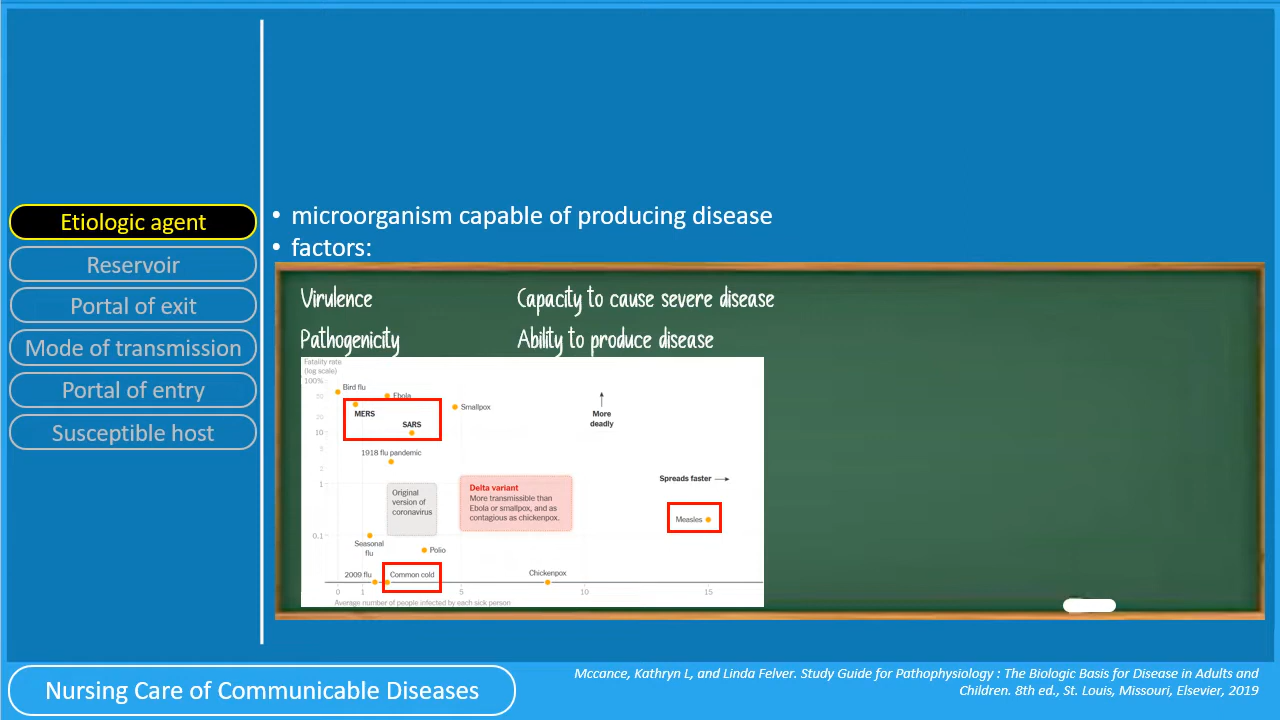 Etiologic agent
Reservoir
Portal of exit
Mode of transmission
Portal of entry
Susceptible host
• microorganism capable of producing disease
• factors:
Virulence Capacity to cause severe disease
Pathogenicity Ability to produce disease
Fatality rate
(log scale)
100%
Bird flu
50
Ebola
MERS
Smallpox
20
SARS
10
5
1918 flu pandemic
2
1
0.1
More
deadly
Spreads faster
Original
version of
coronavirus
Delta variant
More transmissible than
Ebola or smallpox, and as
contagious as chickenpox.
Measles
Seasonal
flu
Polio
2009 flu
Common cold
Chickenpox
0 1 5 10 15
Average number of people infected by each sick person
Nursing Care of Communicable Diseases
Mccance, Kathryn L, and Linda Felver. Study Guide for Pathophysiology : The Biologic Basis for Disease in Adults and
Children. 8th ed., St. Louis, Missouri, Elsevier, 2019